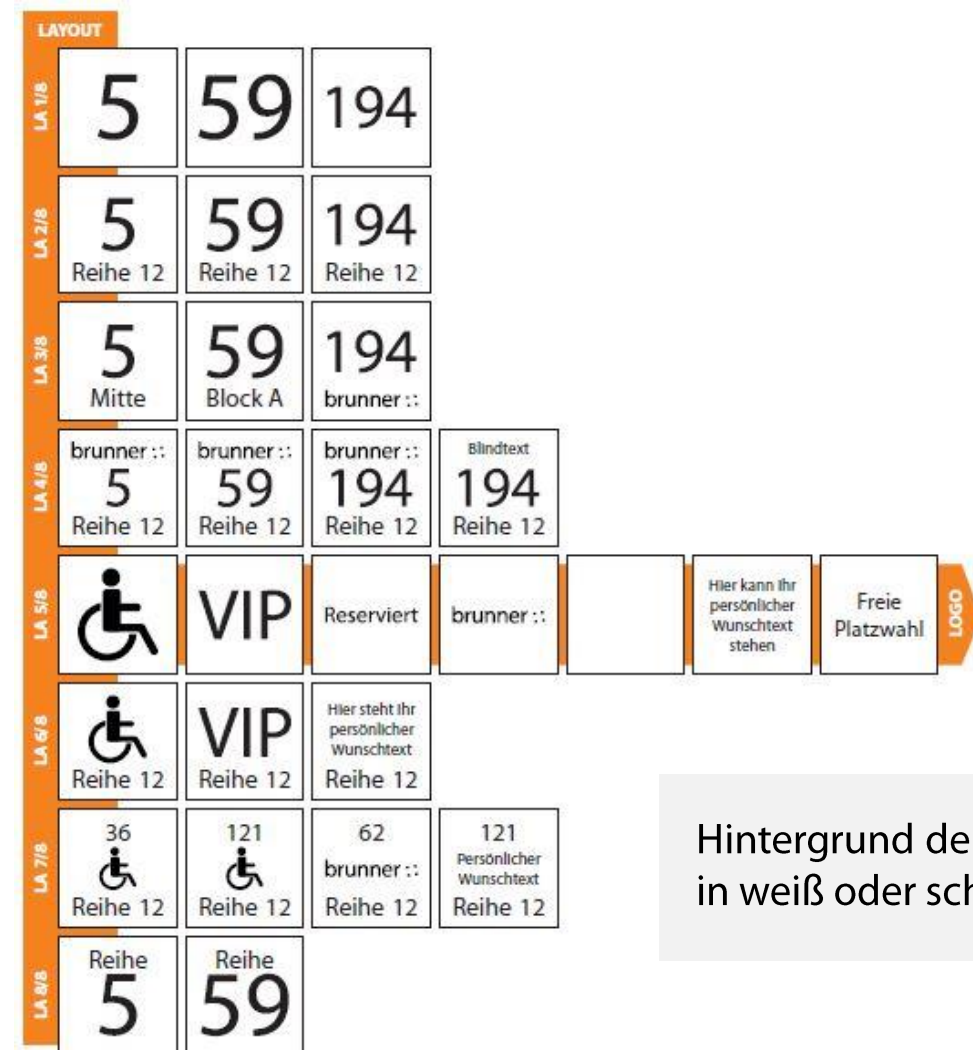 LAYOUT
LA 1/8
5 59 194
LA 2/8
5 59 194
Reihe 12 Reihe 12 Reihe 12
LA 3/8
5 59 194
Mitte Block A brunner ::
LA 4/8
brunner :: brunner :: brunner :: Blindtext
5 59 194 194
Reihe 12 Reihe 12 Reihe 12 Reihe 12
LA 5/8
VIP Reserviert brunner ::
Hier kann Ihr
persönlicher
Wunschtext
stehen
Freie
Platzwahl
LOGO
LA 6/8
VIP
Hier steht Ihr
persönlicher
Wunschtext
Reihe 12 Reihe 12 Reihe 12
LA 7/8
36 121 62 121
brunner ::
Persönlicher
Wunschtext
Reihe 12 Reihe 12 Reihe 12 Reihe 12
Hintergrund
in weiß oder
LA 8/8
Reihe Reihe
5 59